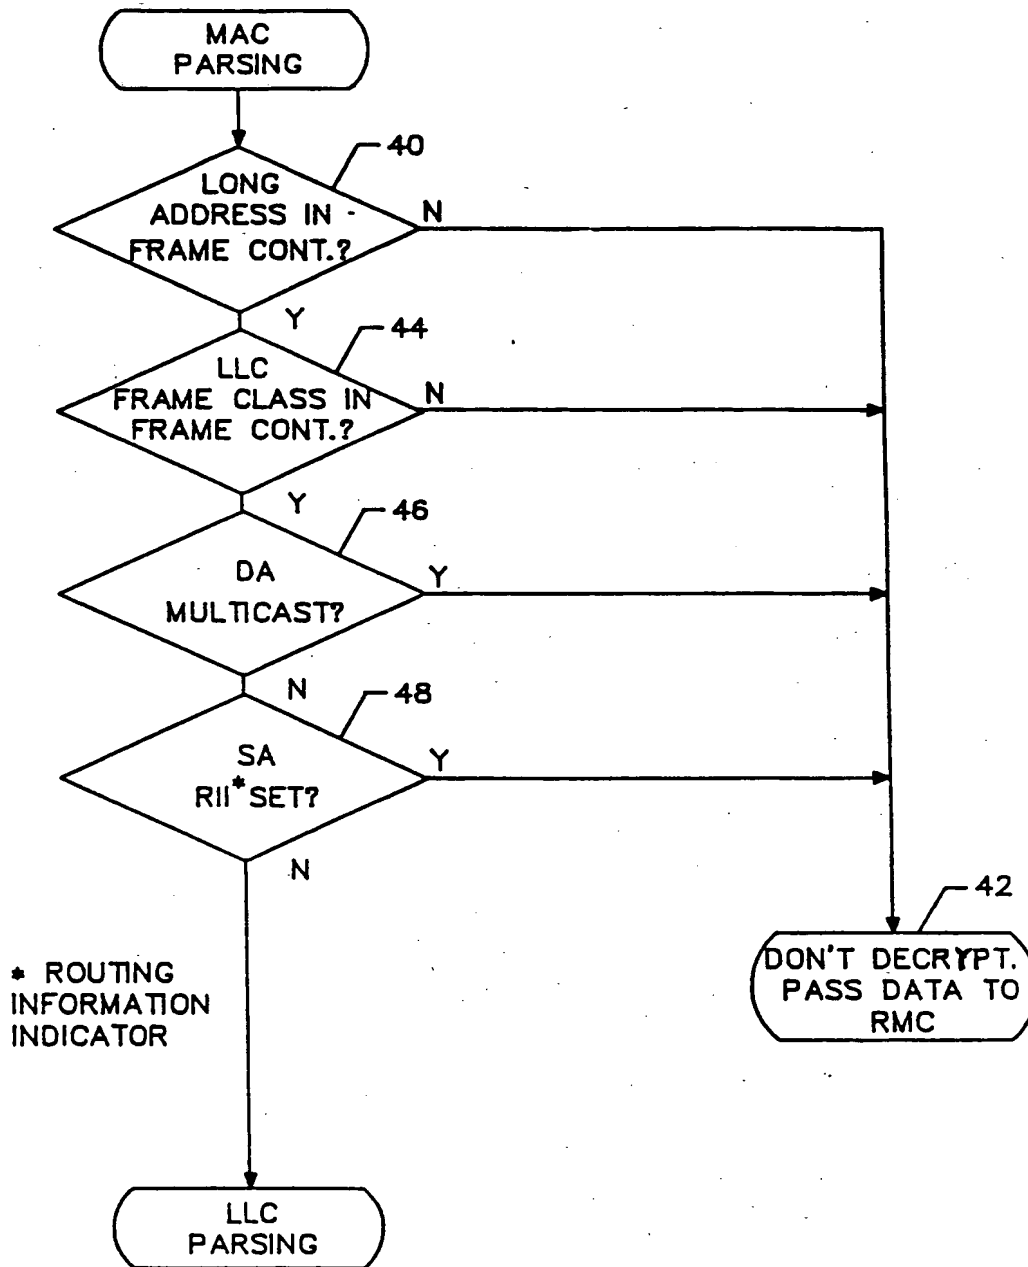 MAC
PARSING
40
LONG
ADDRESS IN
FRAME CONT.?
N
Y
44
LLC
FRAME CLASS IN
FRAME CONT.?
N
Y
46
DA
MULTICAST?
Y
N
48
SA
RII* SET?
Y
N
42
DON'T DECRYPT.
PASS DATA TO
RMC
* ROUTING
INFORMATION
INDICATOR
LLC
PARSING